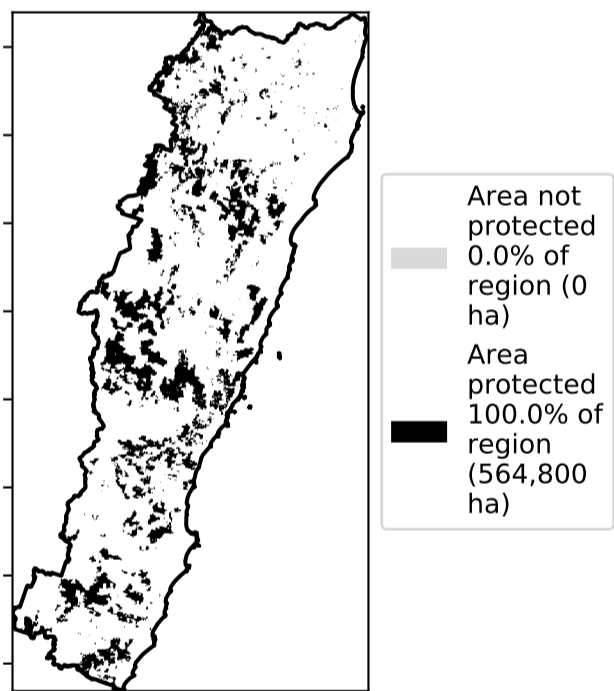 Area not
protected
0.0% of
region (0
ha)
Area
protected
100.0% of
region
(564,800
ha)